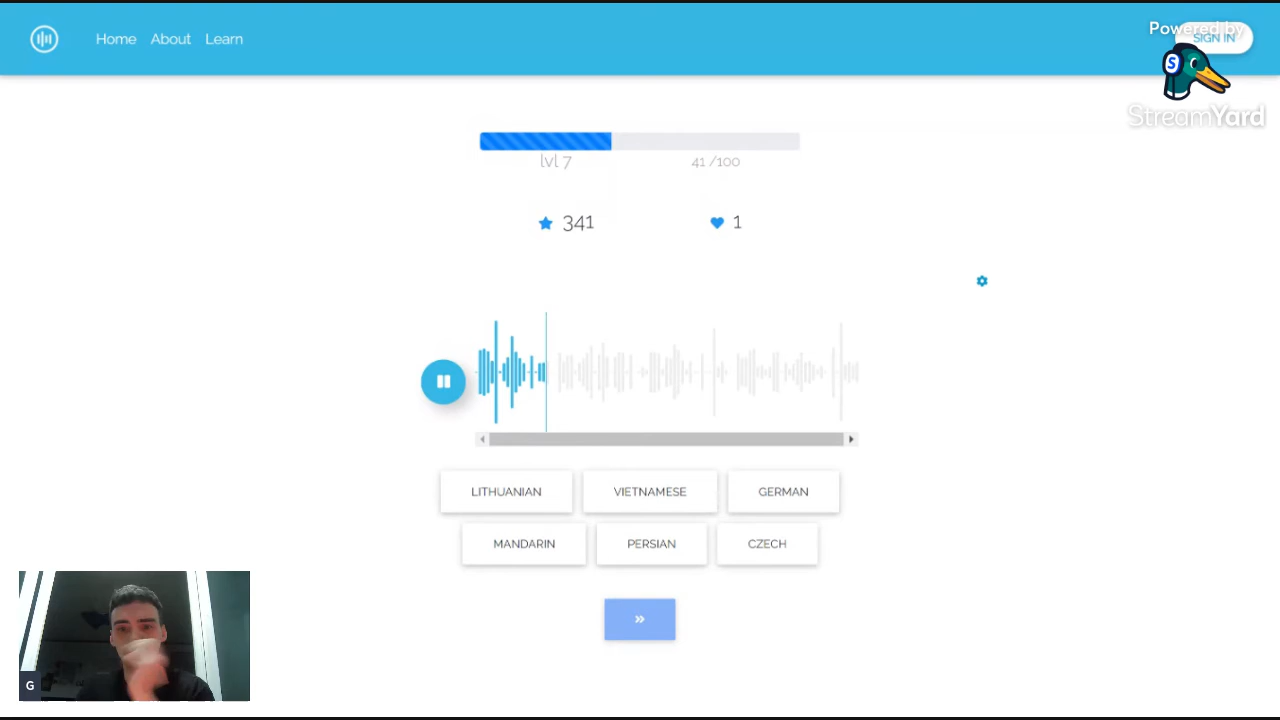 Home About Learn
Powered by
SIGN IN
StreamYard
lvl 7 41 /100
341 1
LITHUANIAN VIETNAMESE GERMAN
MANDARIN PERSIAN CZECH
»
G